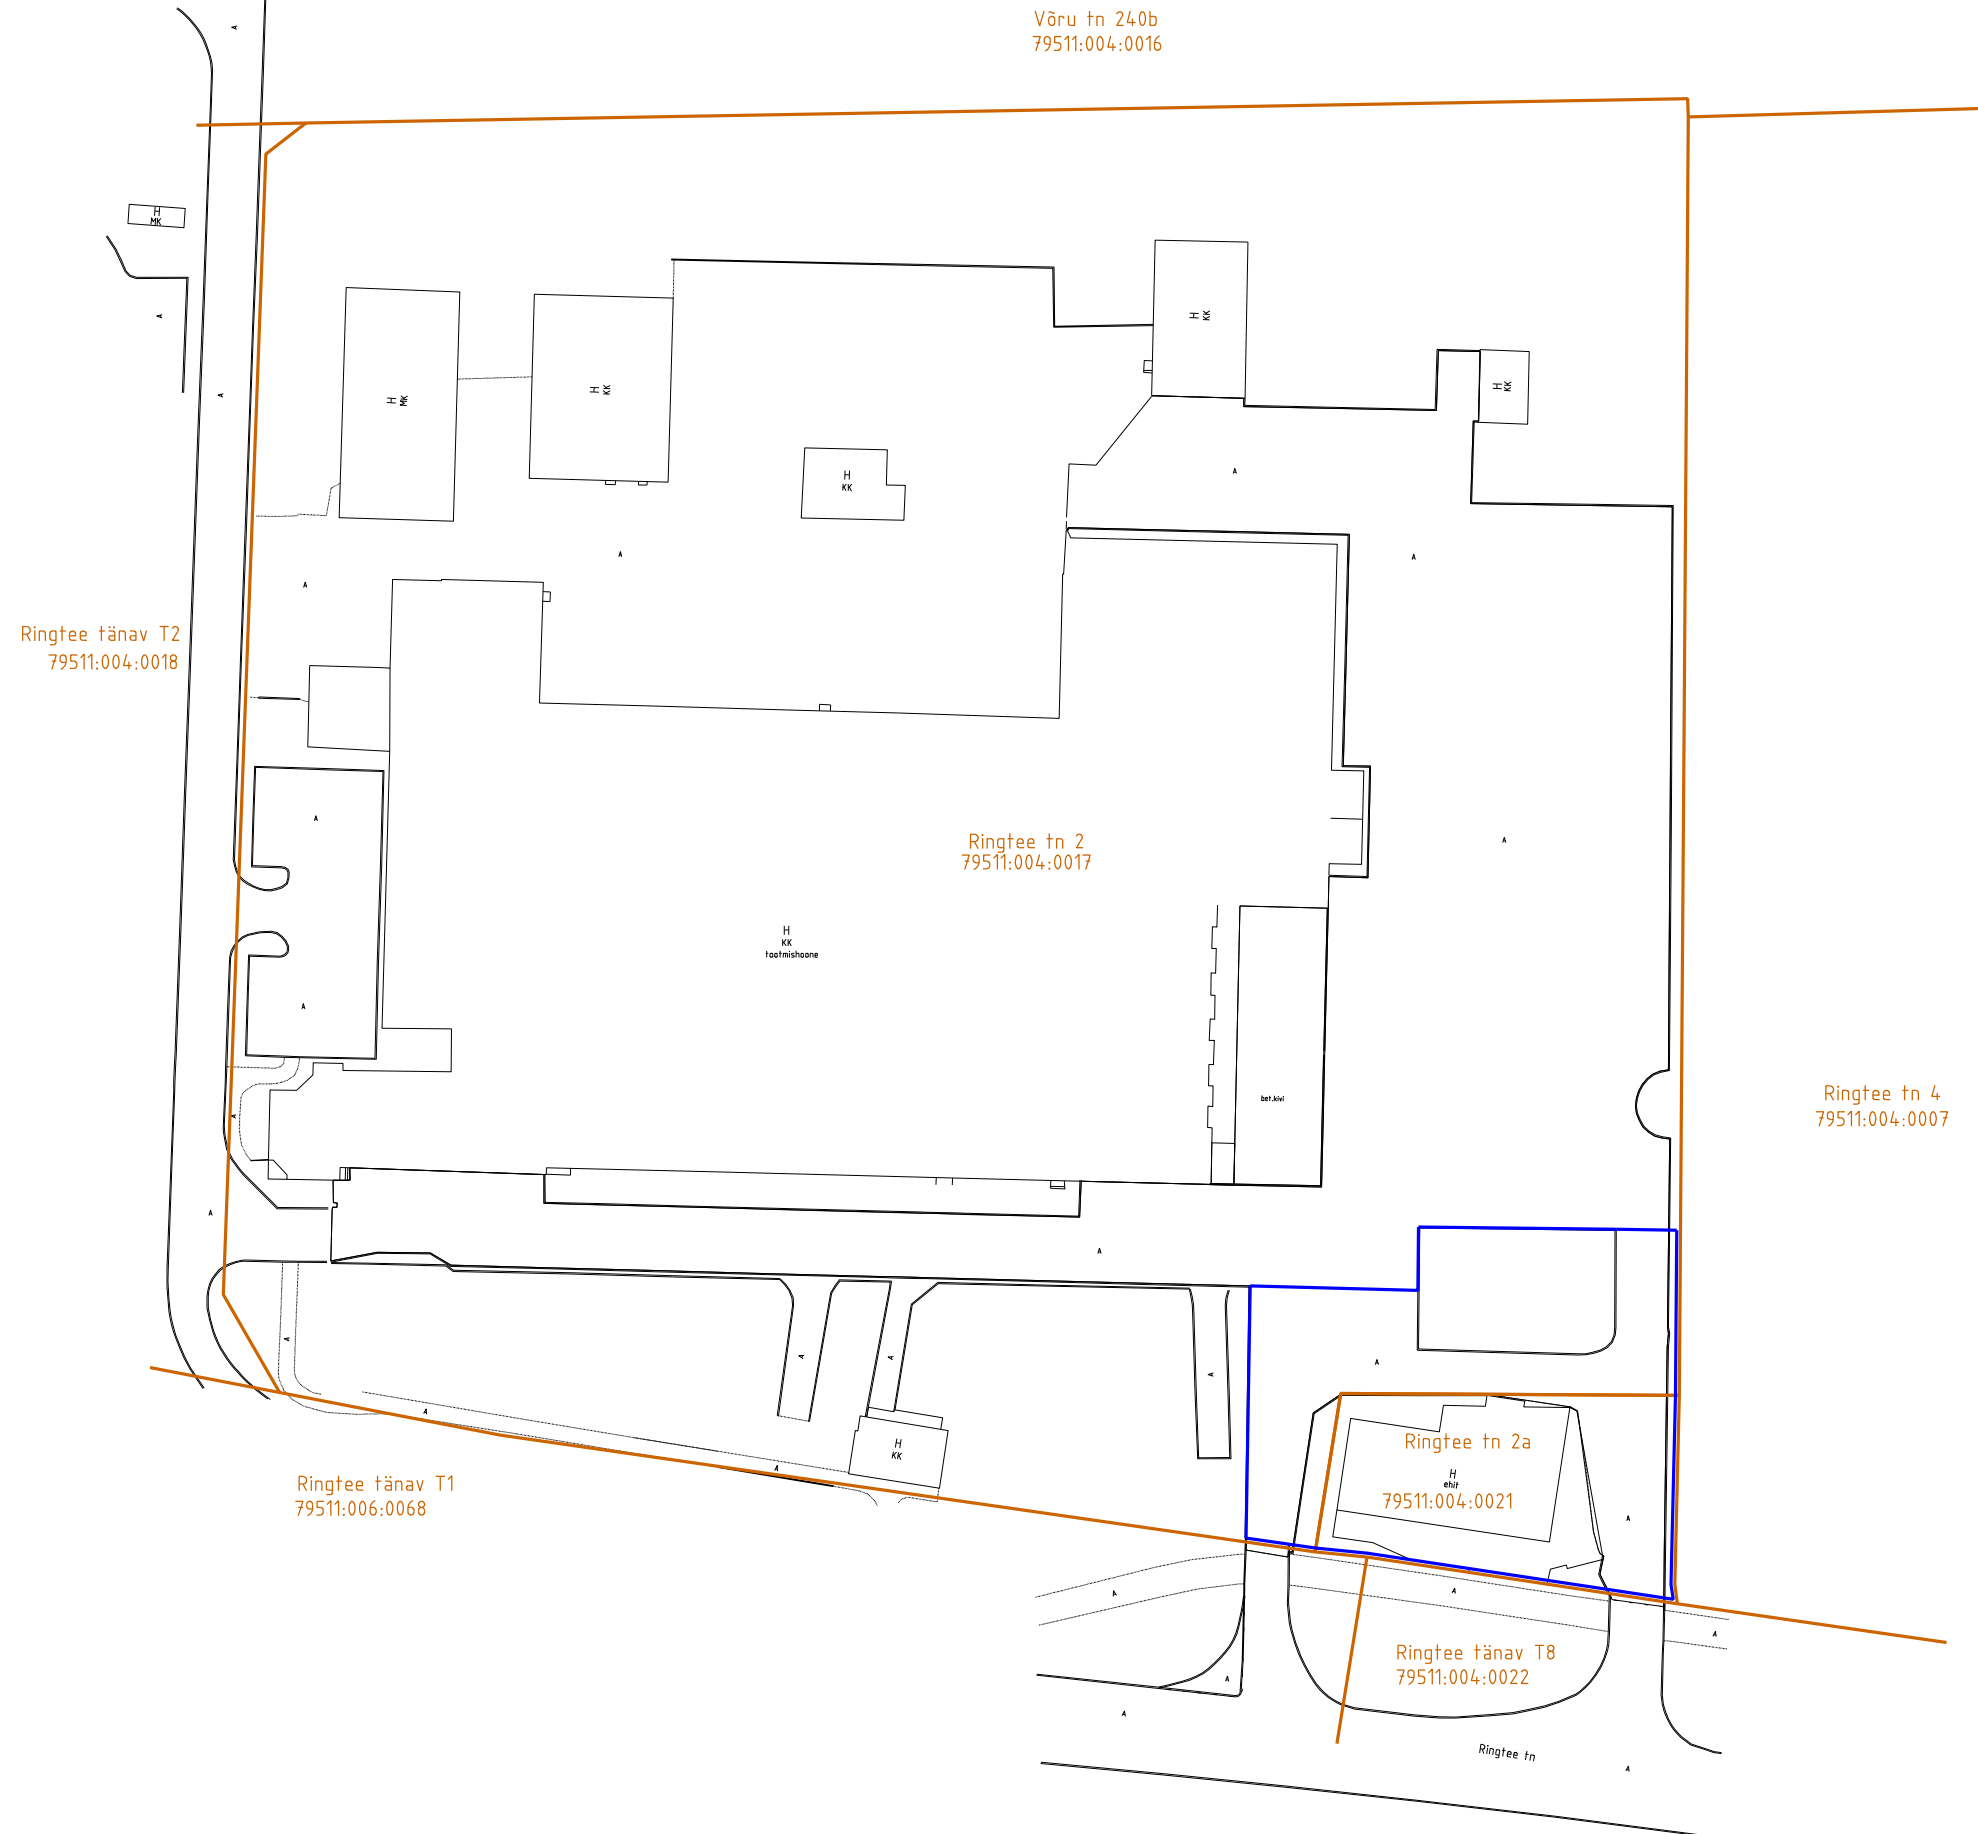 Võru tn 240b
79511:004:0016
A
H
MK
A
A
H
KK
H
MK
H
KK
H
KK
H
KK
A
A
A
A
Ringtee tänav T2
79511:004:0018
A
A
Ringtee tn 2
79511:004:0017
H
KK
tootmishoone
A
bet.kivi
A
Ringtee tn 4
79511:004:0007
A
A
A
A
A
A
A
A
Ringtee tn 2a
H
ehit
79511:004:0021
H
KK
A
Ringtee tänav T1
79511:006:0068
A
A
A
A
A
Ringtee tänav T8
79511:004:0022
A
A
Ringtee tn
A